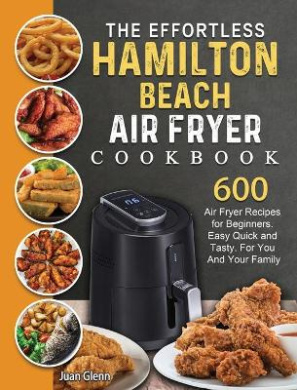 THE EFFORTLESS
HAMILTON
BEACH
AIR FRYER
COOKBOOK
600
Air Fryer Recipes
for Beginners.
Easy Quick and
Tasty. For You
And Your Family
Juan Glenn